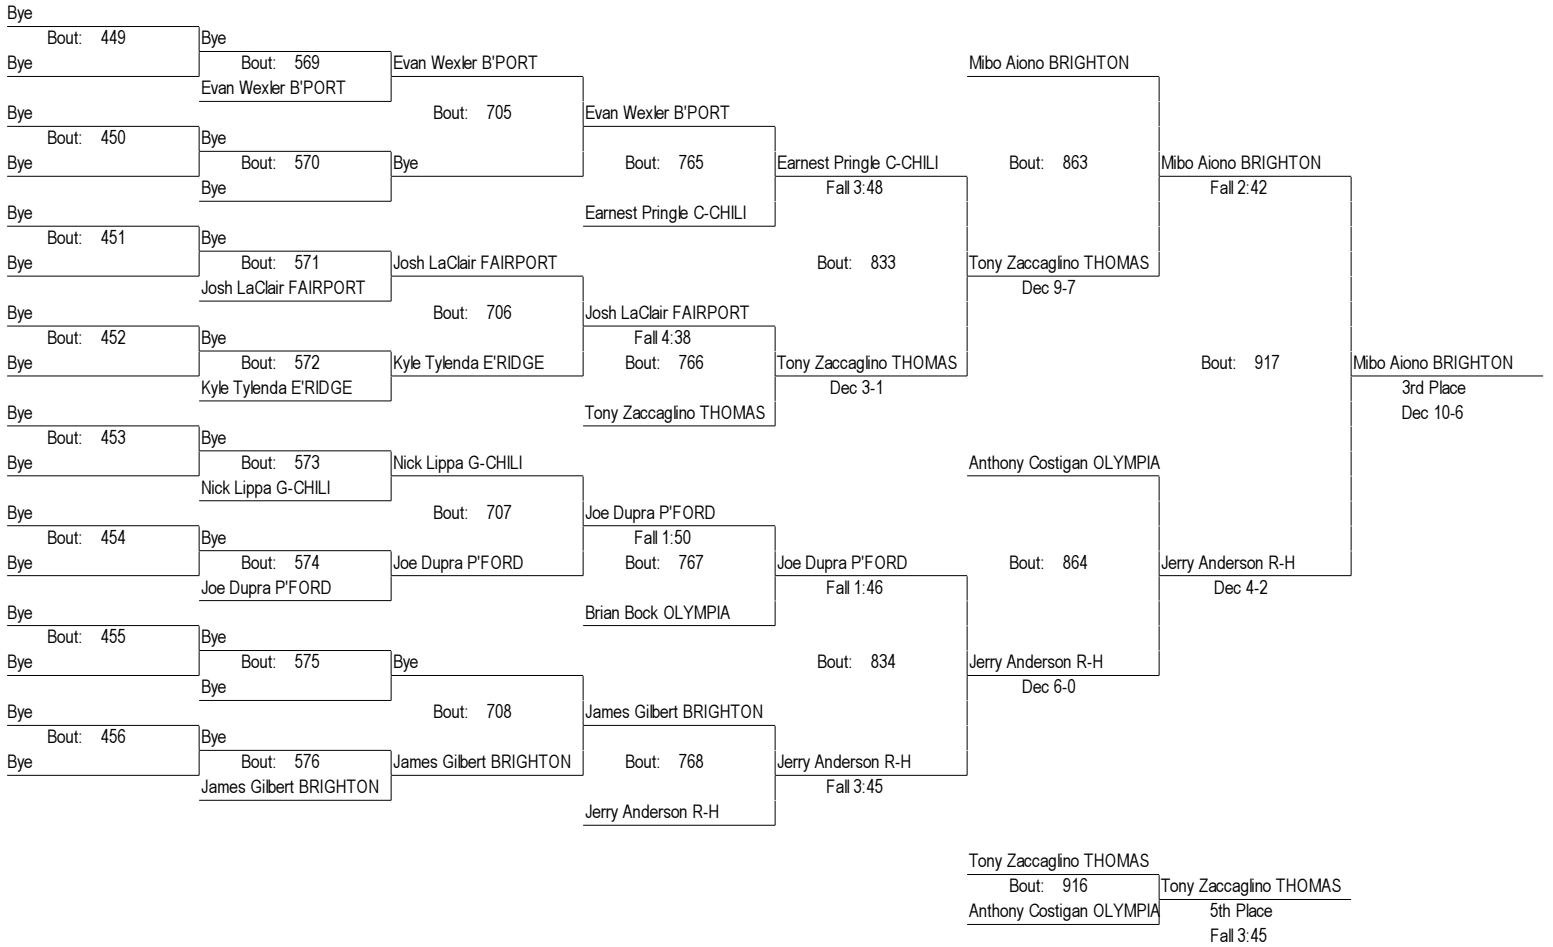 Bye
Bout: 449 Bye
Bye Bout: 569 Evan Wexler B'PORT Mibo Aiono BRIGHTON
Evan Wexler B'PORT
Bye Bout: 705 Evan Wexler B'PORT
Bout: 450 Bye
Bye Bout: 570 Bye Bout: 765 Earnest Pringle C-CHILI Bout: 863 Mibo Aiono BRIGHTON
Bye Fall 3:48 Fall 2:42
Bye Earnest Pringle C-CHILI
Bout: 451 Bye
Bye Bout: 571 Josh LaClair FAIRPORT Bout: 833 Tony Zaccaglino THOMAS
Josh LaClair FAIRPORT Dec 9-7
Bye Bout: 706 Josh LaClair FAIRPORT
Bout: 452 Bye Fall 4:38
Bye Bout: 572 Kyle Tylenda E'RIDGE Bout: 766 Tony Zaccaglino THOMAS Bout: 917 Mibo Aiono BRIGHTON
Kyle Tylenda E'RIDGE Dec 3-1 3rd Place
Bye Tony Zaccaglino THOMAS Dec 10-6
Bout: 453 Bye
Bye Bout: 573 Nick Lippa G-CHILI Anthony Costigan OLYMPIA
Nick Lippa G-CHILI
Bye Bout: 707 Joe Dupra P'FORD
Bout: 454 Bye Fall 1:50
Bye Bout: 574 Joe Dupra P'FORD Bout: 767 Joe Dupra P'FORD Bout: 864 Jerry Anderson R-H
Joe Dupra P'FORD Fall 1:46 Dec 4-2
Bye Brian Bock OLYMPIA
Bout: 455 Bye
Bye Bout: 575 Bye Bout: 834 Jerry Anderson R-H
Bye Dec 6-0
Bye Bout: 708 James Gilbert BRIGHTON
Bout: 456 Bye
Bye Bout: 576 James Gilbert BRIGHTON Bout: 768 Jerry Anderson R-H
James Gilbert BRIGHTON Fall 3:45
Jerry Anderson R-H
Tony Zaccaglino THOMAS
Bout: 916 Tony Zaccaglino THOMAS
Anthony Costigan OLYMPIA 5th Place
Fall 3:45